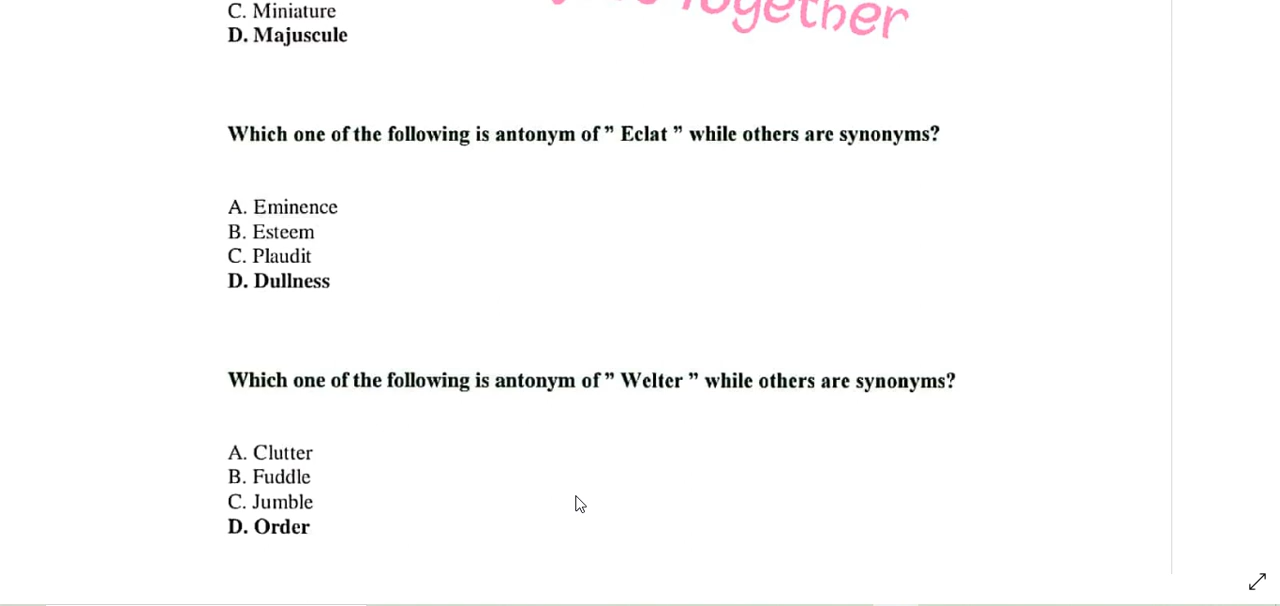 C. Miniature
Together
D. Majuscule
Which one of the following is antonym of ” Eclat ” while others are synonyms?
A. Eminence
B. Esteem
C. Plaudit
D. Dullness
Which one of the following is antonym of ” Welter ” while others are synonyms?
A. Clutter
B. Fuddle
C. Jumble
D. Order